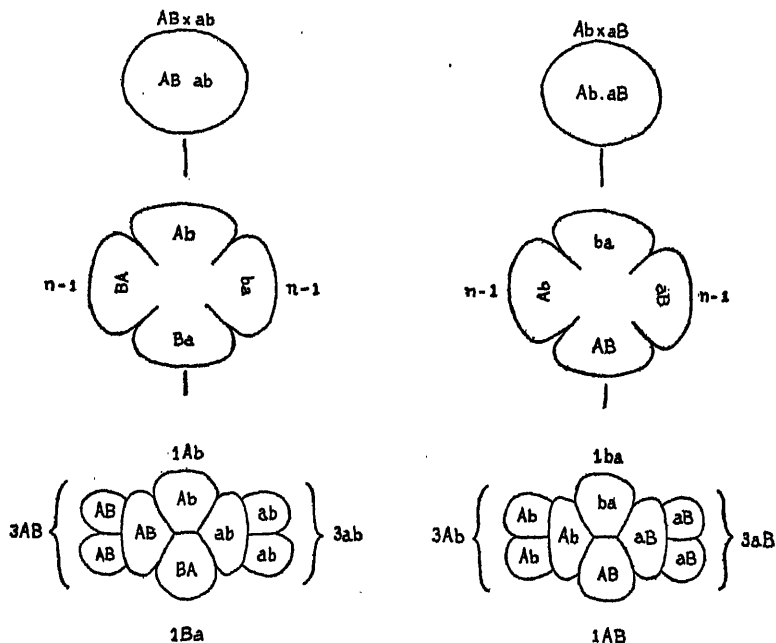 AB x ab
AB ab
Ab
n-1 BA ba n-1
Ba
1Ab
Ab
3AB AB AB AB ab ab ab 3ab
BA
1Ba
Ab x aB
Ab.aB
ba
n-1 Ab aB n-1
AB
1ba
ba
3Ab Ab Ab Ab aB aB aB 3aB
AB
1AB